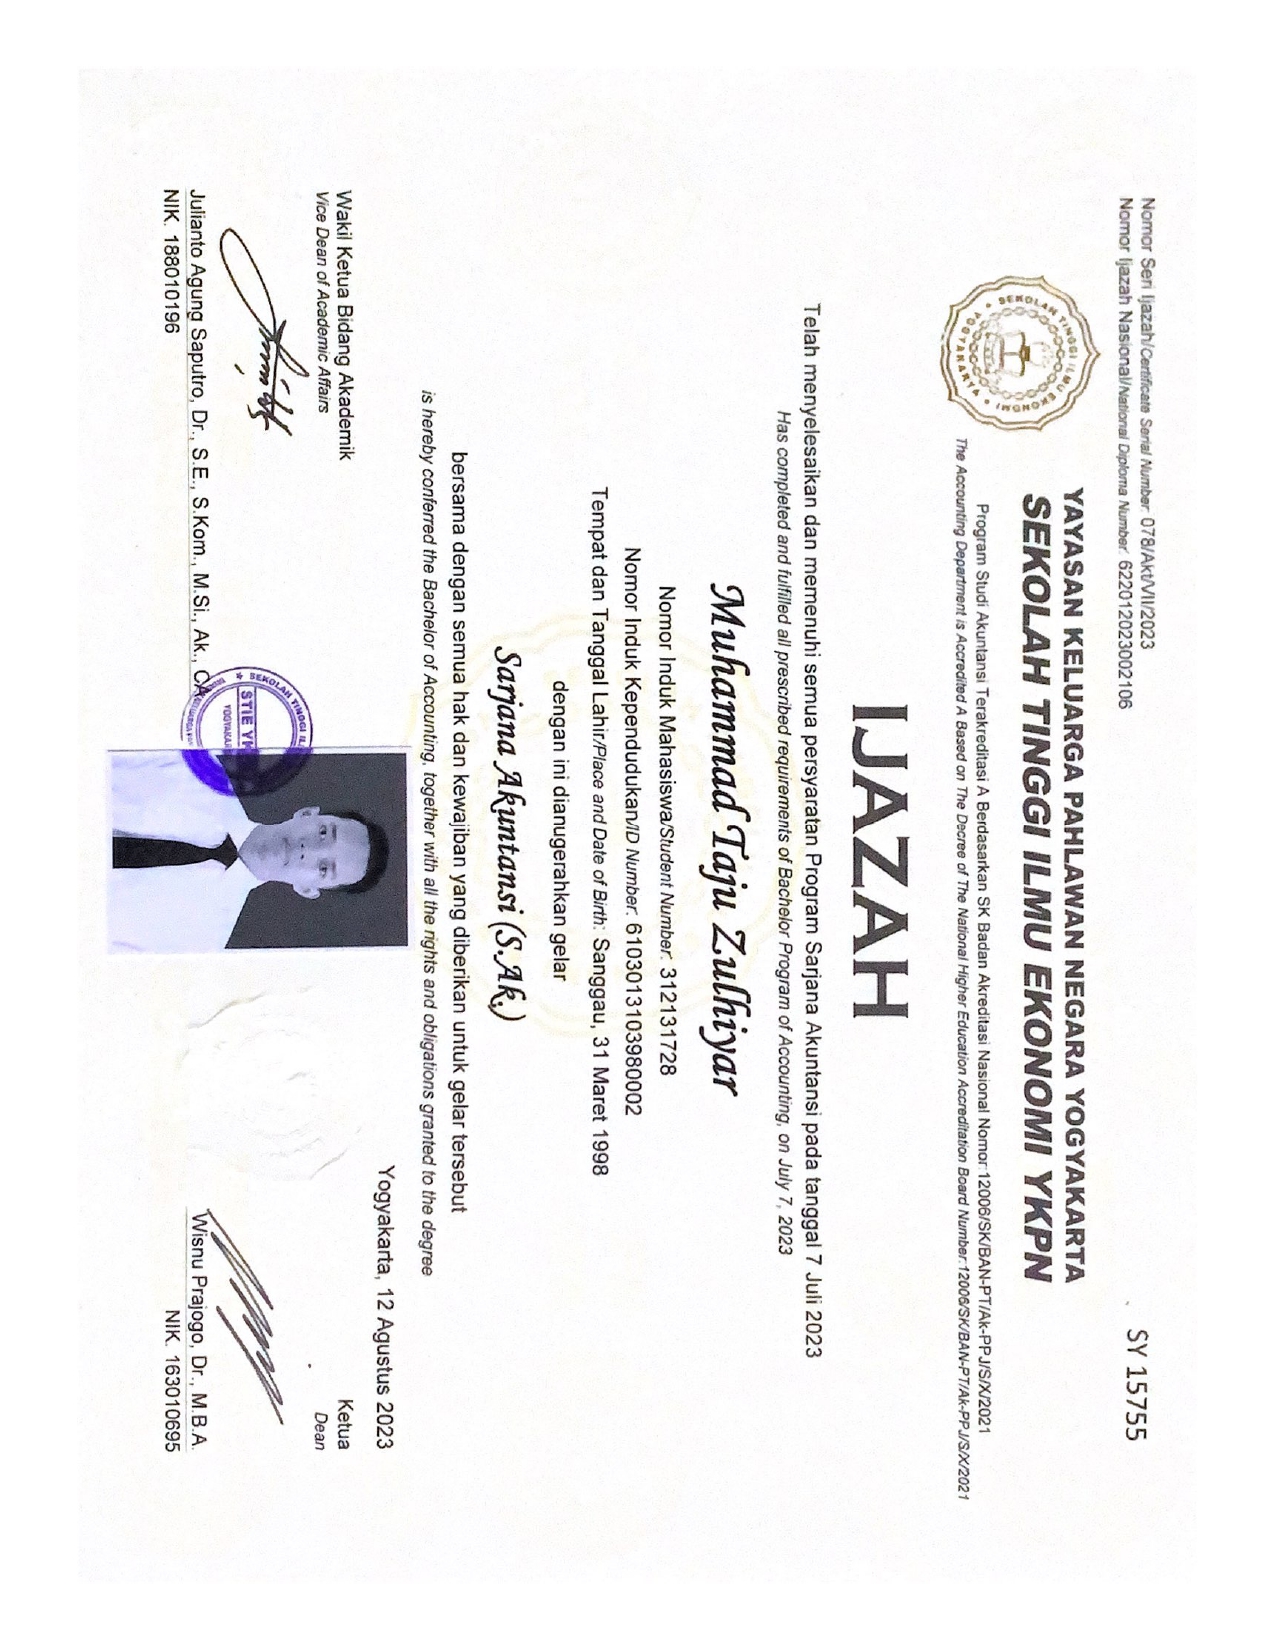 Nomor Seri Ijazah/Certificate Serial Number: 078/Akt/VII/2023
Nomor Ijazah Nasional/National Diploma Number: 622012023002106
SY 15755
YAYASAN KELUARGA PAHLAWAN NEGARA YOGYAKARTA
SEKOLAH TINGGI ILMU EKONOMI YKPN
Program Studi Akuntansi Terakreditasi A Berdasarkan SK Badan Akreditasi Nasional Nomor:12006/SK/BAN-PT/Ak-PPJ/S/X/2021
The Accounting Department is Accredited A Based on The Decree of The National Higher Education Accreditation Board Number:12006/SK/BAN-PT/Ak-PPJ/S/X/2021
SEKOLAH TINGGI ILMU EKONOMI
YOGYAKARTA
IJAZAH
Telah menyelesaikan dan memenuhi semua persyaratan Program Sarjana Akuntansi pada tanggal 7 Juli 2023
Has completed and fulfilled all prescribed requirements of Bachelor Program of Accounting, on July 7, 2023
Muhammad Taju Zulhiyar
Nomor Induk Mahasiswa/Student Number: 312131728
Nomor Induk Kependudukan/ID Number: 6103013103980002
Tempat dan Tanggal Lahir/Place and Date of Birth: Sanggau, 31 Maret 1998
dengan ini dianugerahkan gelar
Sarjana Akuntansi (S.Ak.)
bersama dengan semua hak dan kewajiban yang diberikan untuk gelar tersebut
is hereby conferred the Bachelor of Accounting, together with all the rights and obligations granted to the degree
Yogyakarta, 12 Agustus 2023
Wakil Ketua Bidang Akademik
Vice Dean of Academic Affairs
Ketua
Dean
SEKOLAH TINGGI IL
STIE YK
YOGYAKAR
Julianto Agung Saputro, Dr., S.E., S.Kom., M.Si., Ak., CA
NIK. 188010196
Wisnu Prajogo, Dr., M.B.A.
NIK. 163010695